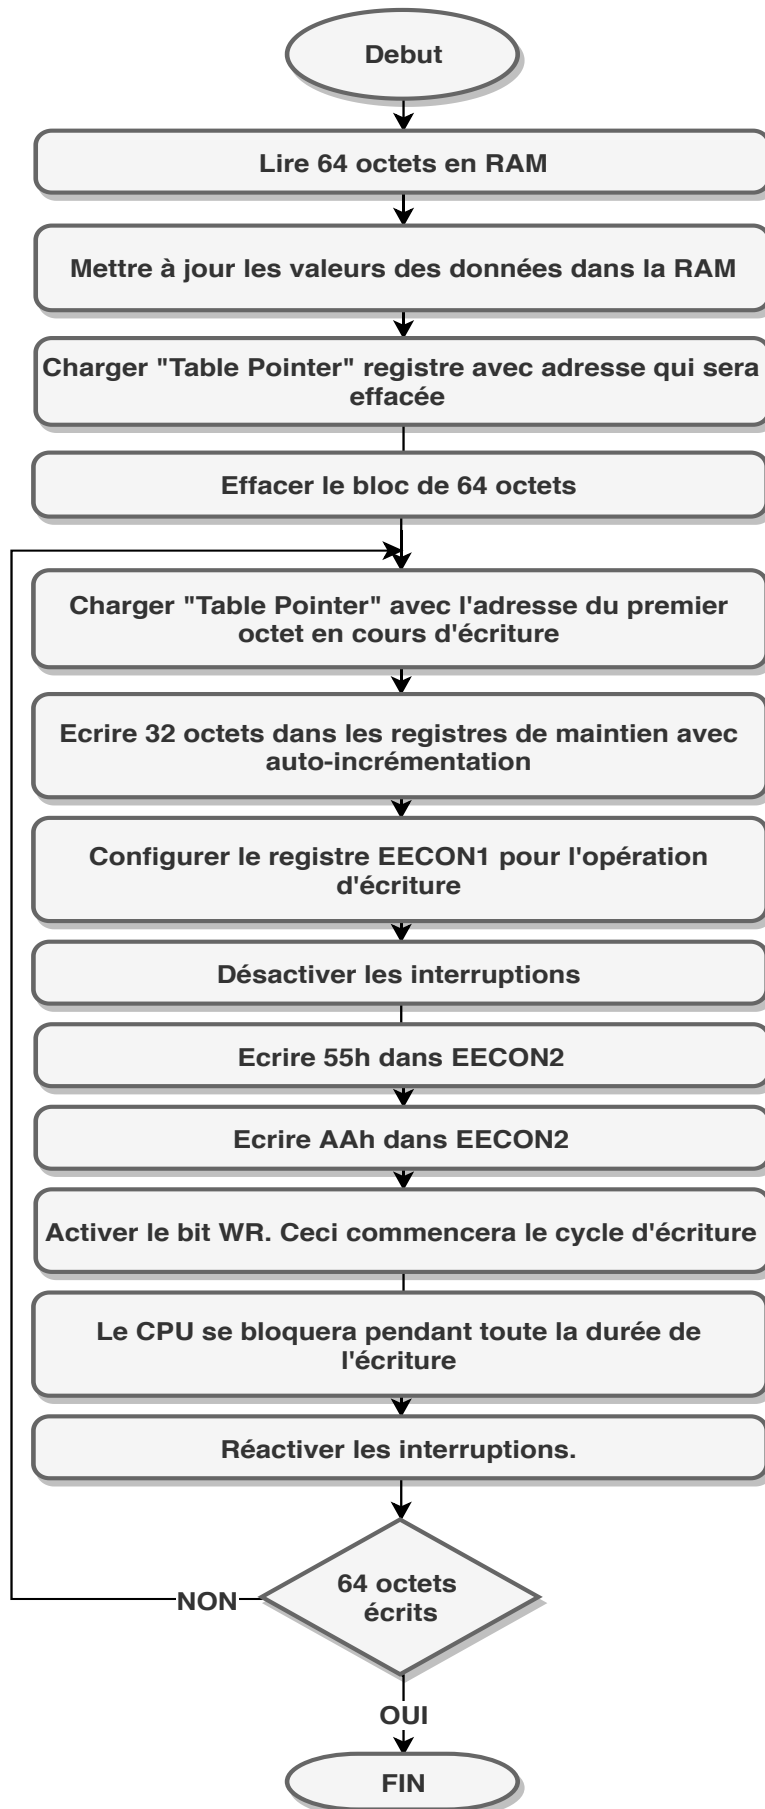 Debut
Lire 64 octets en RAM
Mettre à jour les valeurs des données dans la RAM
Charger "Table Pointer" registre avec adresse qui sera
effacée
Effacer le bloc de 64 octets
Charger "Table Pointer" avec l'adresse du premier
octet en cours d'écriture
Ecrire 32 octets dans les registres de maintien avec
auto-incrémentation
Configurer le registre EECON1 pour l'opération
d'écriture
Désactiver les interruptions
Ecrire 55h dans EECON2
Ecrire AAh dans EECON2
Activer le bit WR. Ceci commencera le cycle d'écriture
Le CPU se bloquera pendant toute la durée de
l'écriture
Réactiver les interruptions.
64 octets
écrits
NON
OUI
FIN